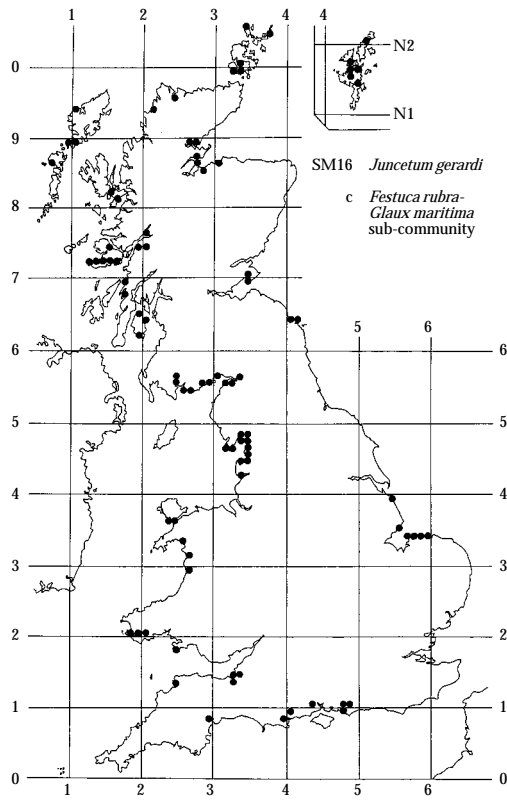 1 2 3 4 4
N2
0
N1
9
SM16 Juncetum gerardi
c Festuca rubra-
Glaux maritima
sub-community
8
7
5 6
6 6
5 5
4 4
3 3
2 2
1 1
0 0
1 2 3 4 5 6